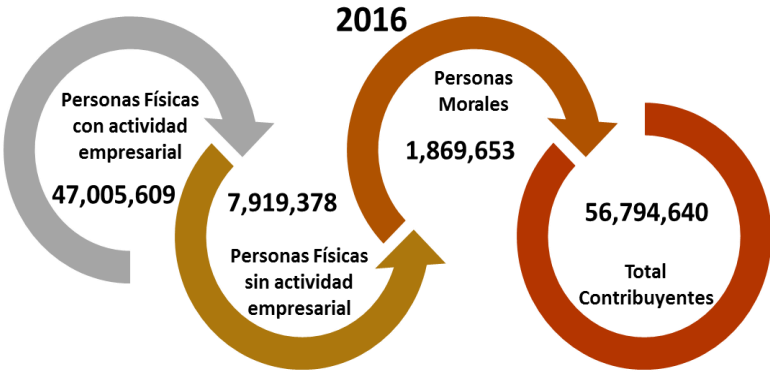 2016
Personas Físicas
con actividad
empresarial
47,005,609
7,919,378
Personas Físicas
sin actividad
empresarial
Personas
Morales
1,869,653
56,794,640
Total
Contribuyentes